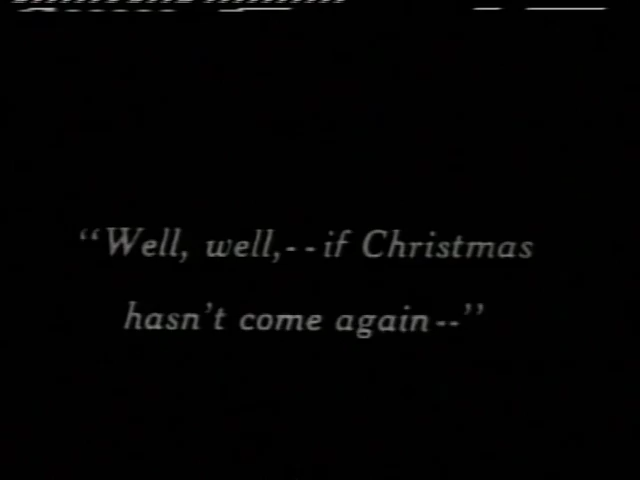 “Well, well,--if Christmas
hasn't come again--”